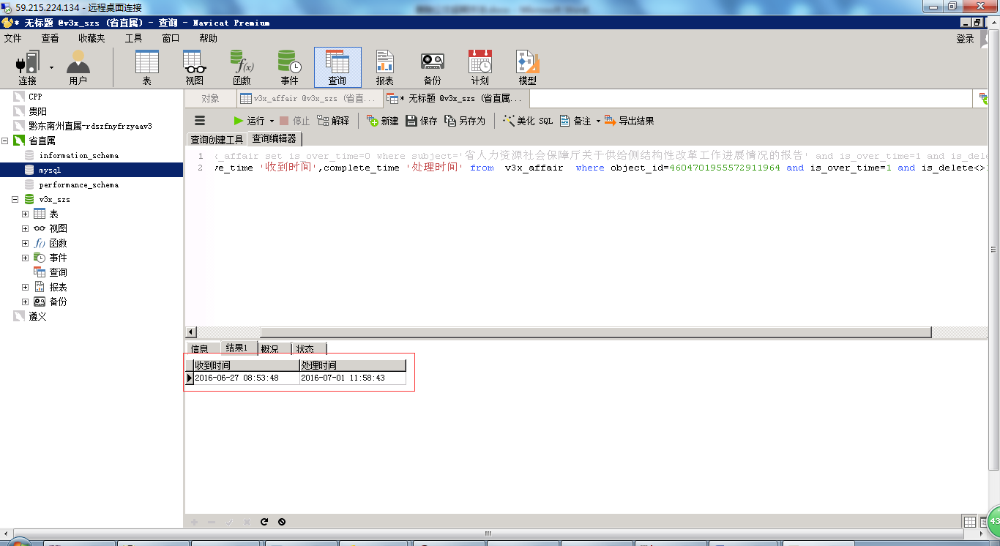 59.215.224.134 - 远程桌面连接
* 无标题 @v3x_szs (省直属) - 查询 - Navicat Premium
文件 查看 收藏夹 工具 窗口 帮助 登录
连接 用户 表 视图 函数 事件 查询 报表 备份 计划 模型
CPP
贵阳
黔东南州直属-rdszfnyfrzyaav3
省直属
information_schema
mysql
performance_schema
v3x_szs
表
视图
函数
事件
查询
报表
备份
遵义
对象 v3x_affair @v3x_szs (省直... * 无标题 @v3x_szs (省直属...
运行 停止 解释 新建 保存 另存为 美化 SQL 备注 导出结果
查询创建工具 查询编辑器
1 x_affair set is_over_time=0 where subject='省人力资源社会保障厅关于供给侧结构性改革工作进展情况的报告' and is_over_time=1 and is_dele
2 ve_time '收到时间',complete_time '处理时间' from v3x_affair where object_id=4604701955572911964 and is_over_time=1 and is_delete<>
信息 结果1 概况 状态
收到时间 处理时间
2016-06-27 08:53:48 2016-07-01 11:58:43
43